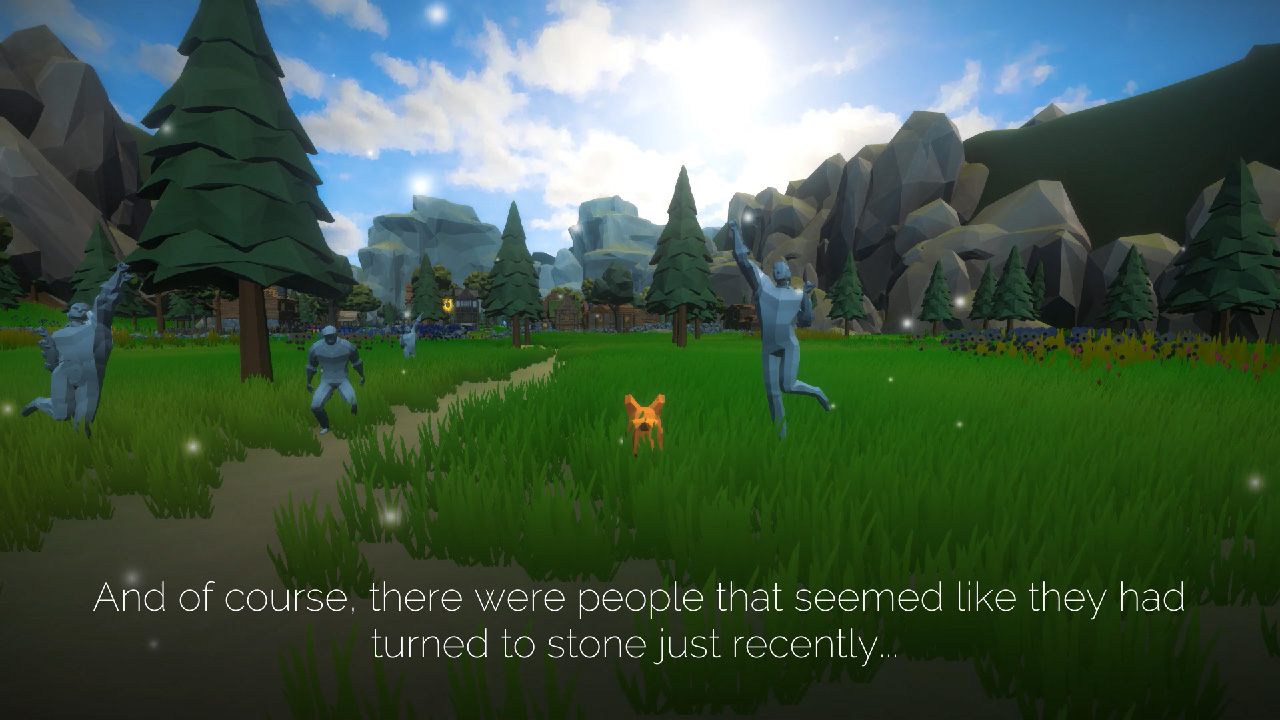 And of course, there were people that seemed like they had
turned to stone just recently...